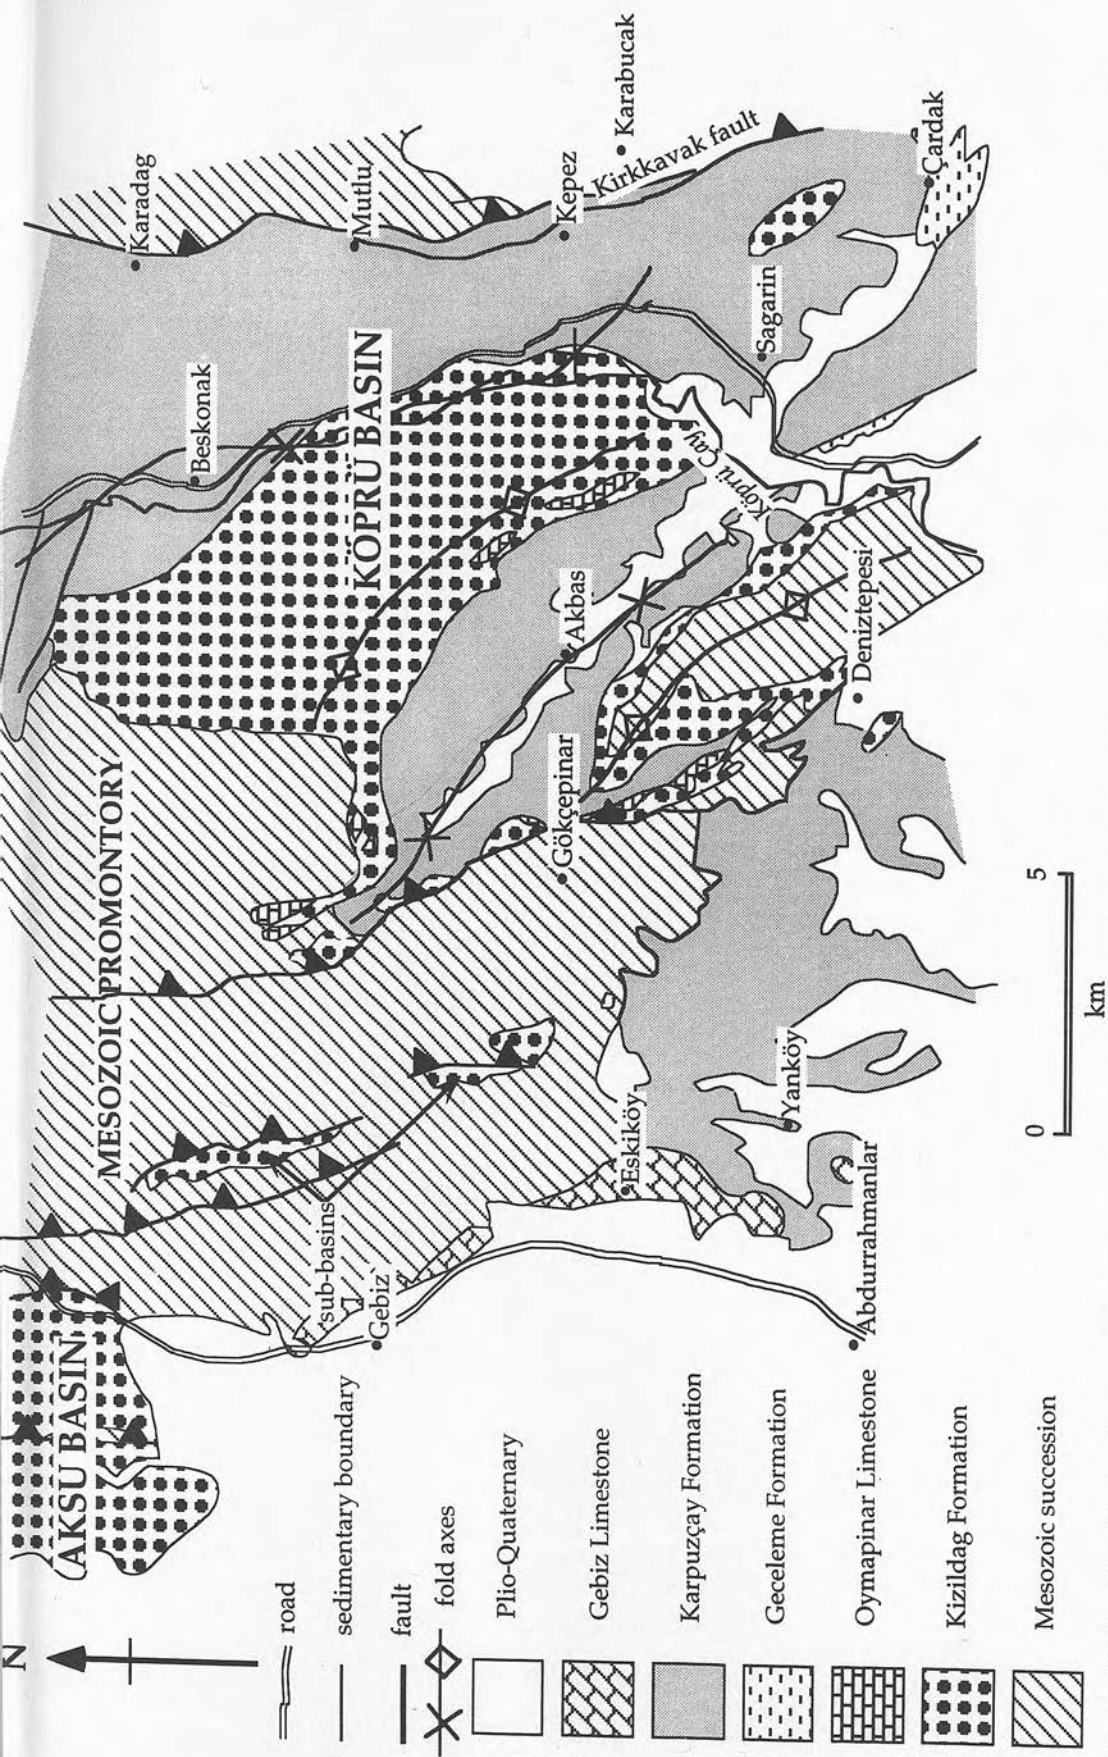 N
AKSU BASIN
MESOZOIC PROMONTORY
KÖPRÜ BASIN
Karadag
Beskonak
Mutlu
Karabucak
Kepez
Kirkkavak fault
Çardak
Sagarin
Köprü Çay
Akbas
Deniztepesi
Gökçepinar
sub-basins
Gebiz
Eskiköy
Yanköy
Abdurrahmanlar
0
5
km
road
sedimentary boundary
fault
fold axes
Plio-Quaternary
Gebiz Limestone
Karpuzçay Formation
Geceleme Formation
Oymapinar Limestone
Kizildag Formation
Mesozoic succession